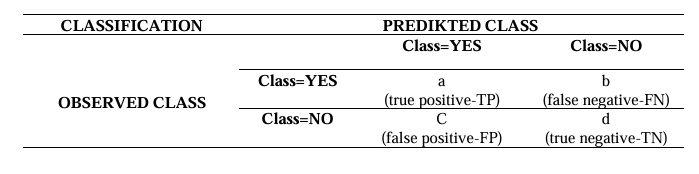 CLASSIFICATION PREDIKTED CLASS
Class=YES Class=NO
Class=YES a b
OBSERVED CLASS (true positive-TP) (false negative-FN)
Class=NO C d
(false positive-FP) (true negative-TN)